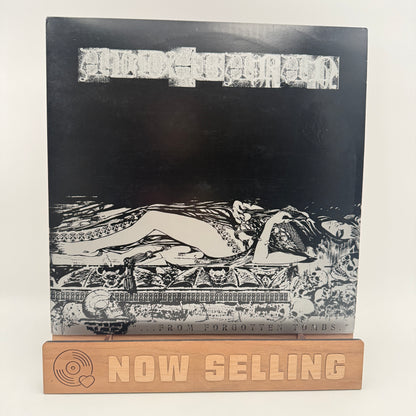 ...FROM FORGOTTEN TOMBS.
NOW SELLING